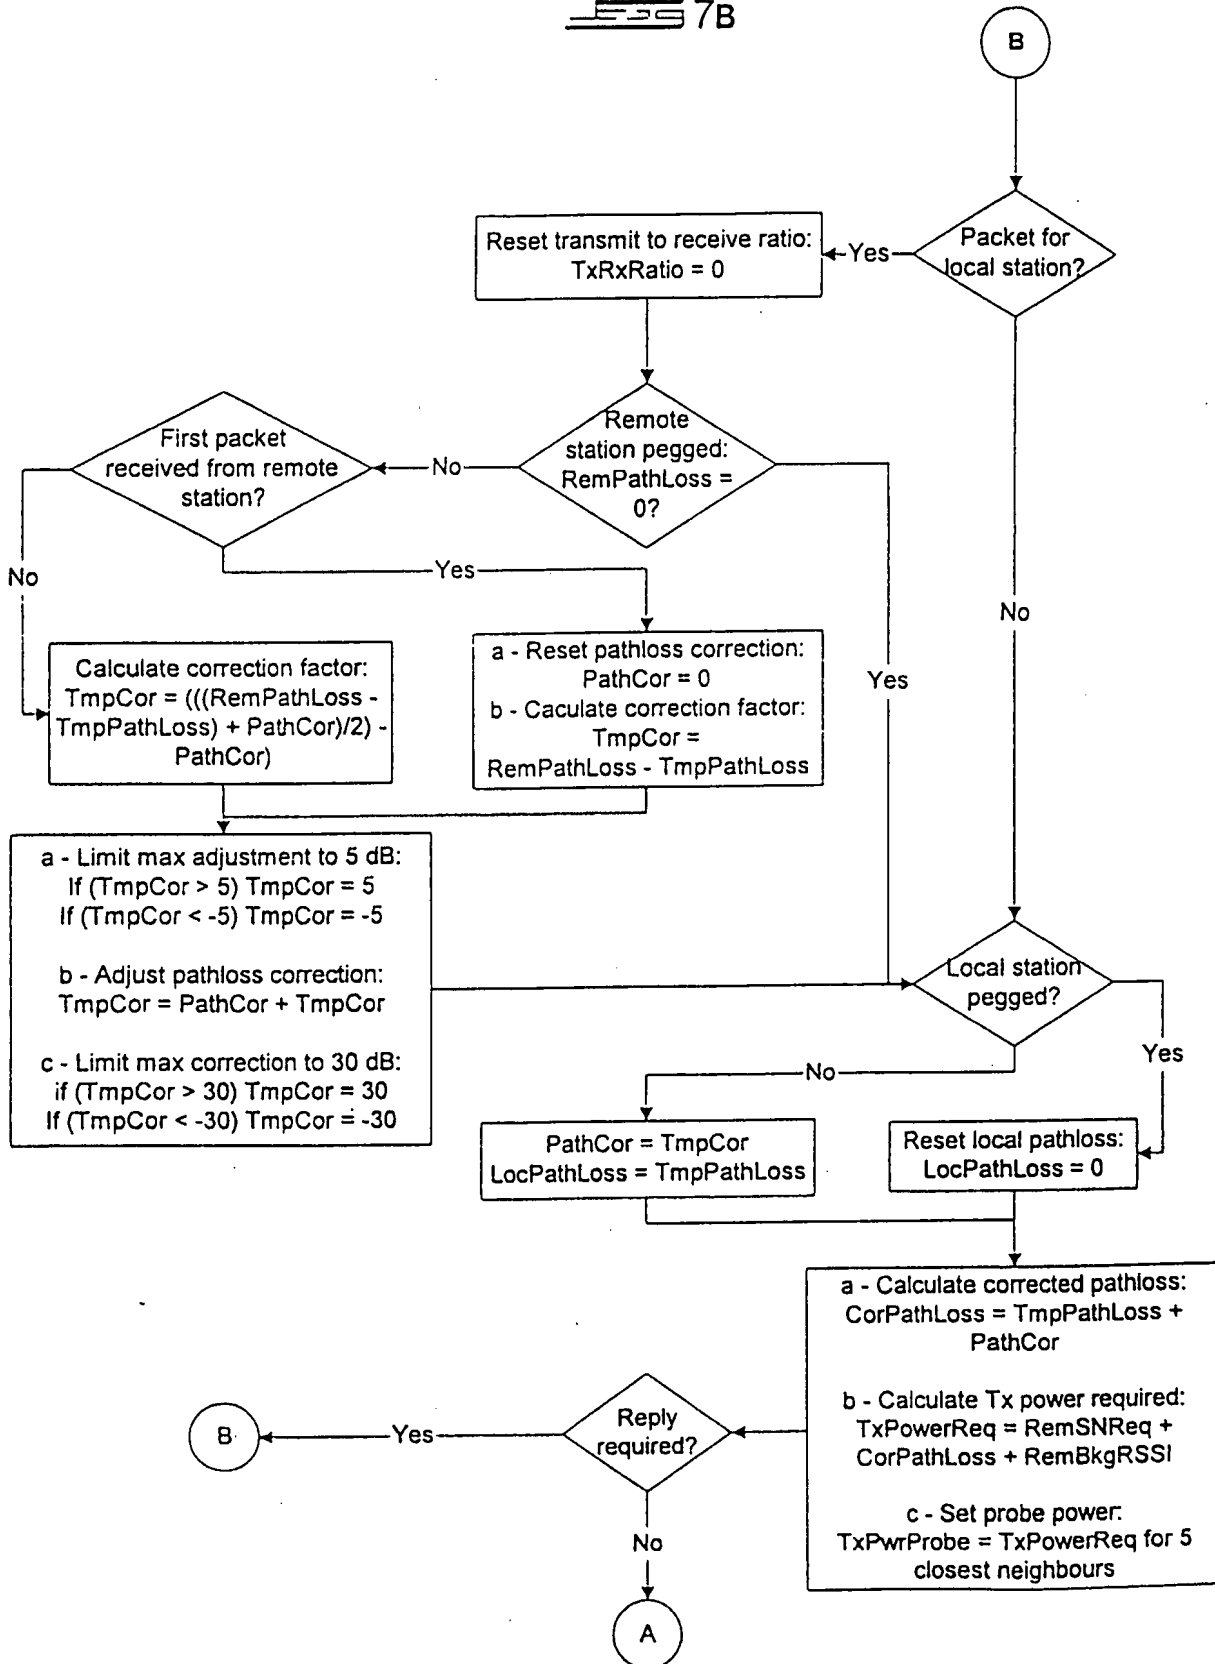 7B
B
Packet for
local station?
Yes
Reset transmit to receive ratio:
TxRxRatio = 0
Remote
station pegged:
RemPathLoss =
0?
No
First packet
received from remote
station?
No
Yes
Yes
No
Calculate correction factor:
TmpCor = (((RemPathLoss -
TmpPathLoss) + PathCor)/2) -
PathCor)
a - Reset pathloss correction:
PathCor = 0
b - Caculate correction factor:
TmpCor =
RemPathLoss - TmpPathLoss
a - Limit max adjustment to 5 dB:
If (TmpCor > 5) TmpCor = 5
If (TmpCor < -5) TmpCor = -5
b - Adjust pathloss correction:
TmpCor = PathCor + TmpCor
c - Limit max correction to 30 dB:
if (TmpCor > 30) TmpCor = 30
If (TmpCor < -30) TmpCor = -30
Local station
pegged?
No
Yes
PathCor = TmpCor
LocPathLoss = TmpPathLoss
Reset local pathloss:
LocPathLoss = 0
a - Calculate corrected pathloss:
CorPathLoss = TmpPathLoss +
PathCor
b - Calculate Tx power required:
TxPowerReq = RemSNReq +
CorPathLoss + RemBkgRSSI
c - Set probe power:
TxPwrProbe = TxPowerReq for 5
closest neighbours
Reply
required?
Yes
B
No
A